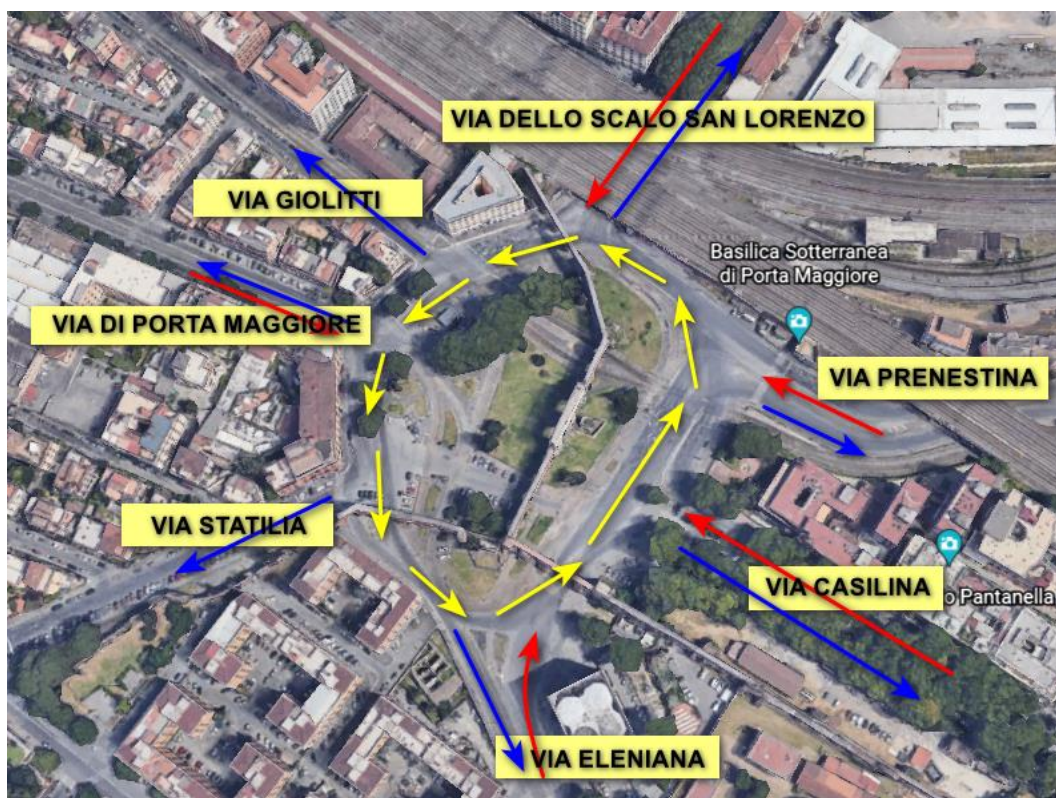 VIA DELLO SCALO SAN LORENZO
VIA GIOLITTI
Basilica Sotterranea
di Porta Maggiore
VIA DI PORTA MAGGIORE
VIA PRENESTINA
VIA STATILIA
VIA CASILINA
o Pantanella
VIA ELENIANA